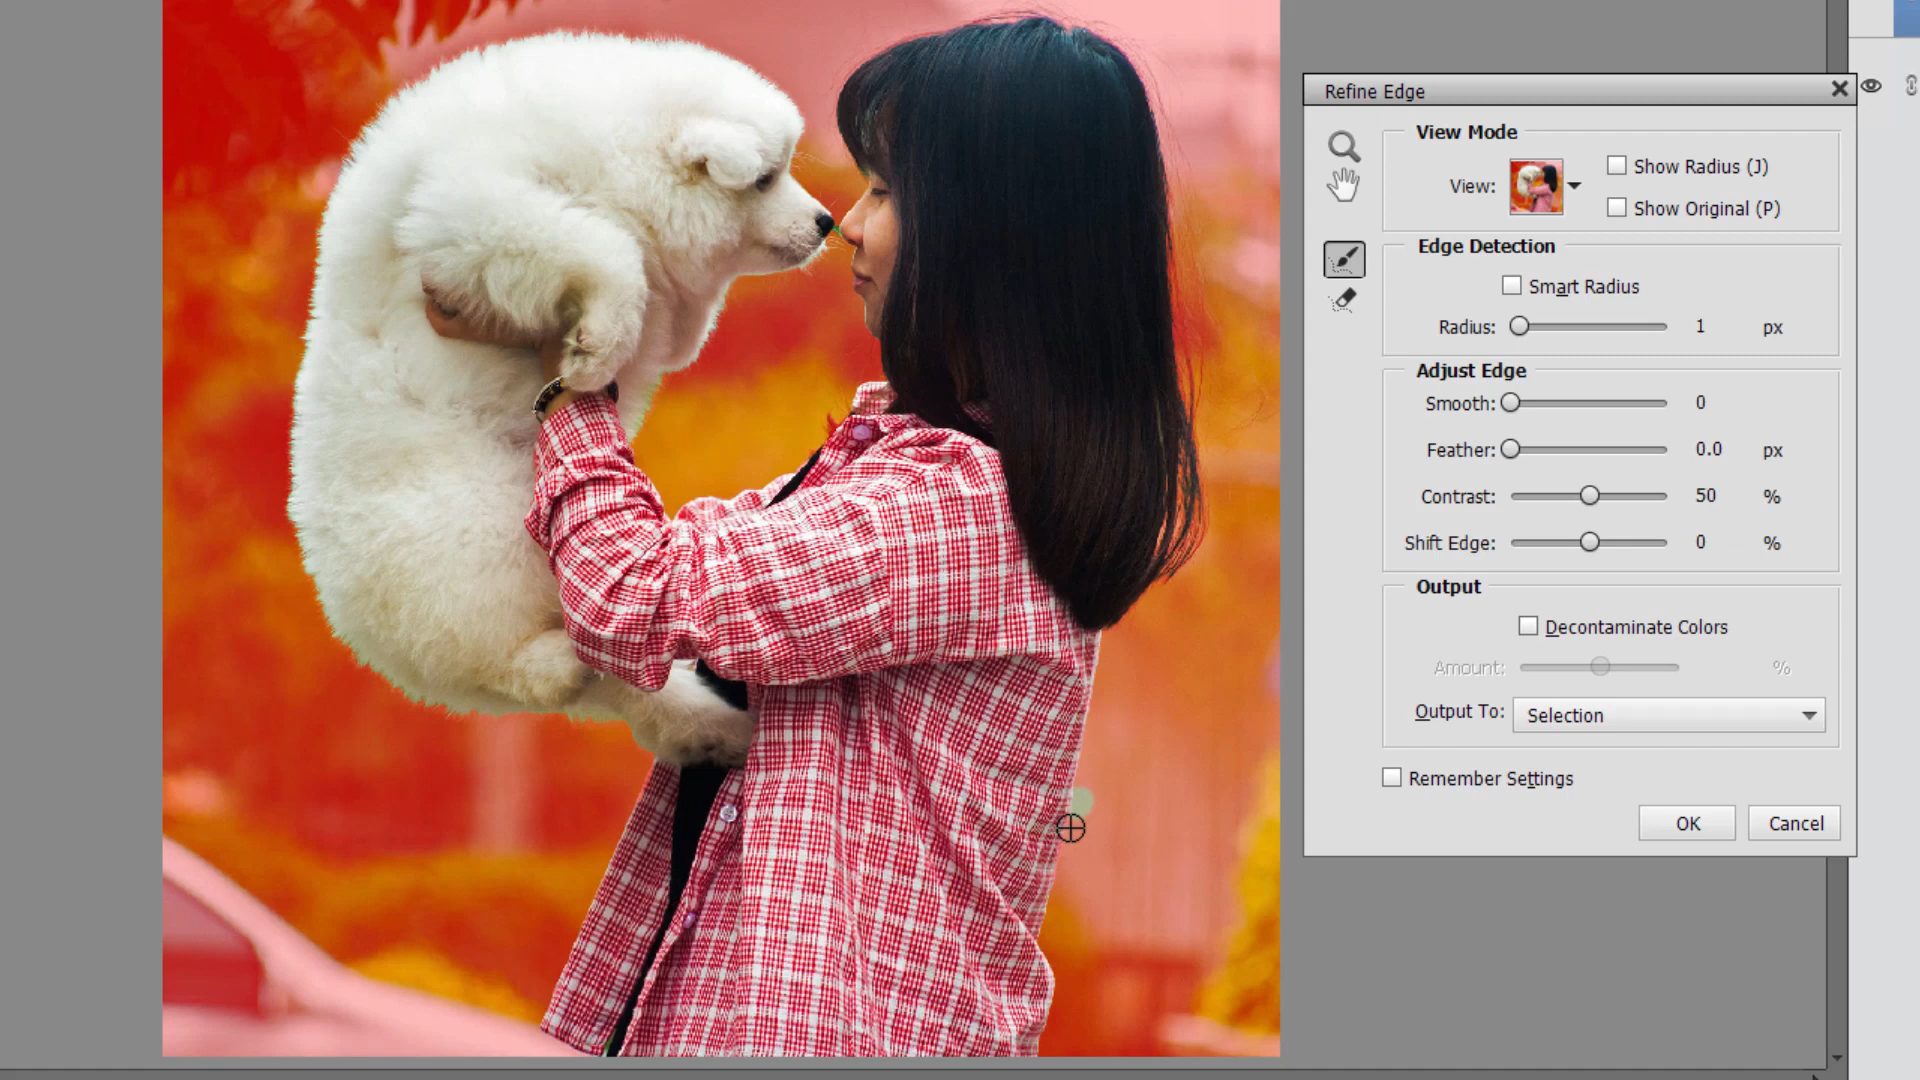 Refine Edge
View Mode
View:
Show Radius (J)
Show Original (P)
Edge Detection
Smart Radius
Radius: 1 px
Adjust Edge
Smooth: 0
Feather: 0.0 px
Contrast: 50 %
Shift Edge: 0 %
Output
Decontaminate Colors
Amount: %
Output To: Selection
Remember Settings
OK Cancel